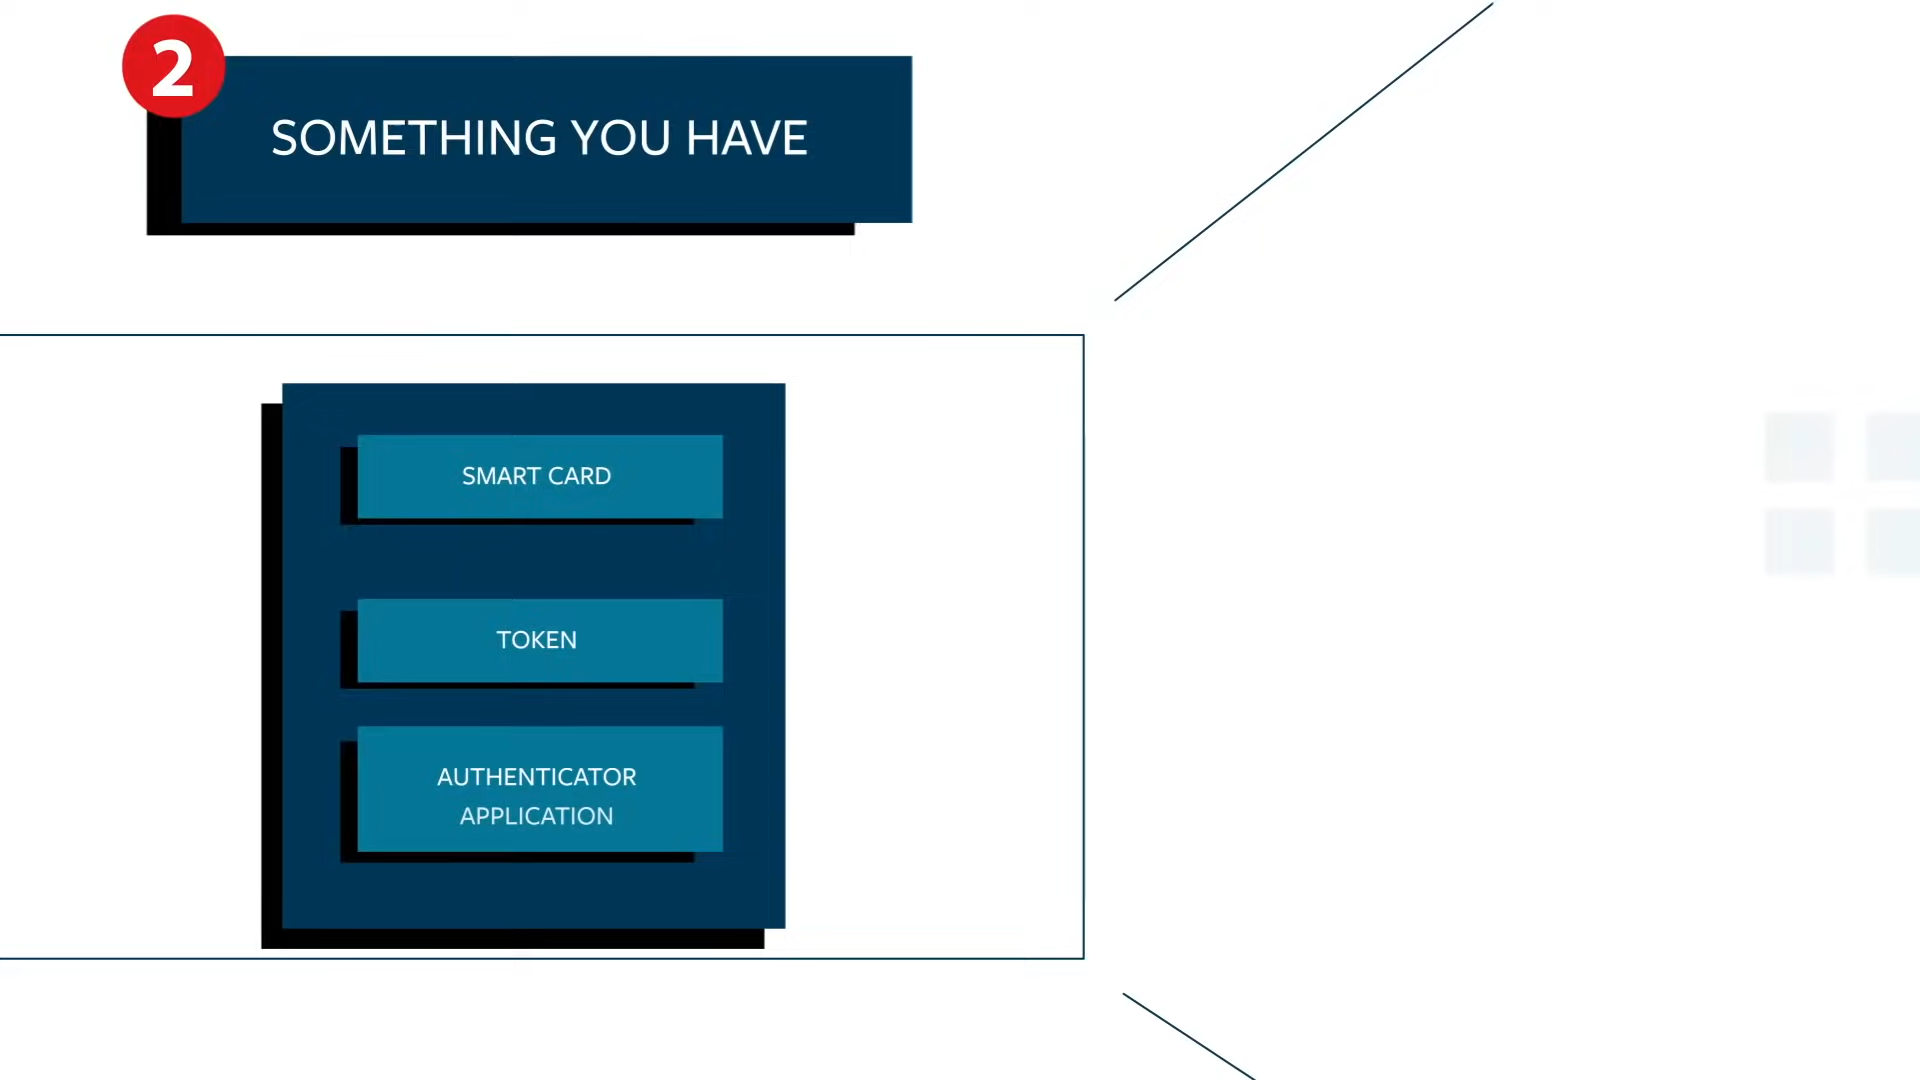 2
SOMETHING YOU HAVE
SMART CARD
TOKEN
AUTHENTICATOR
APPLICATION